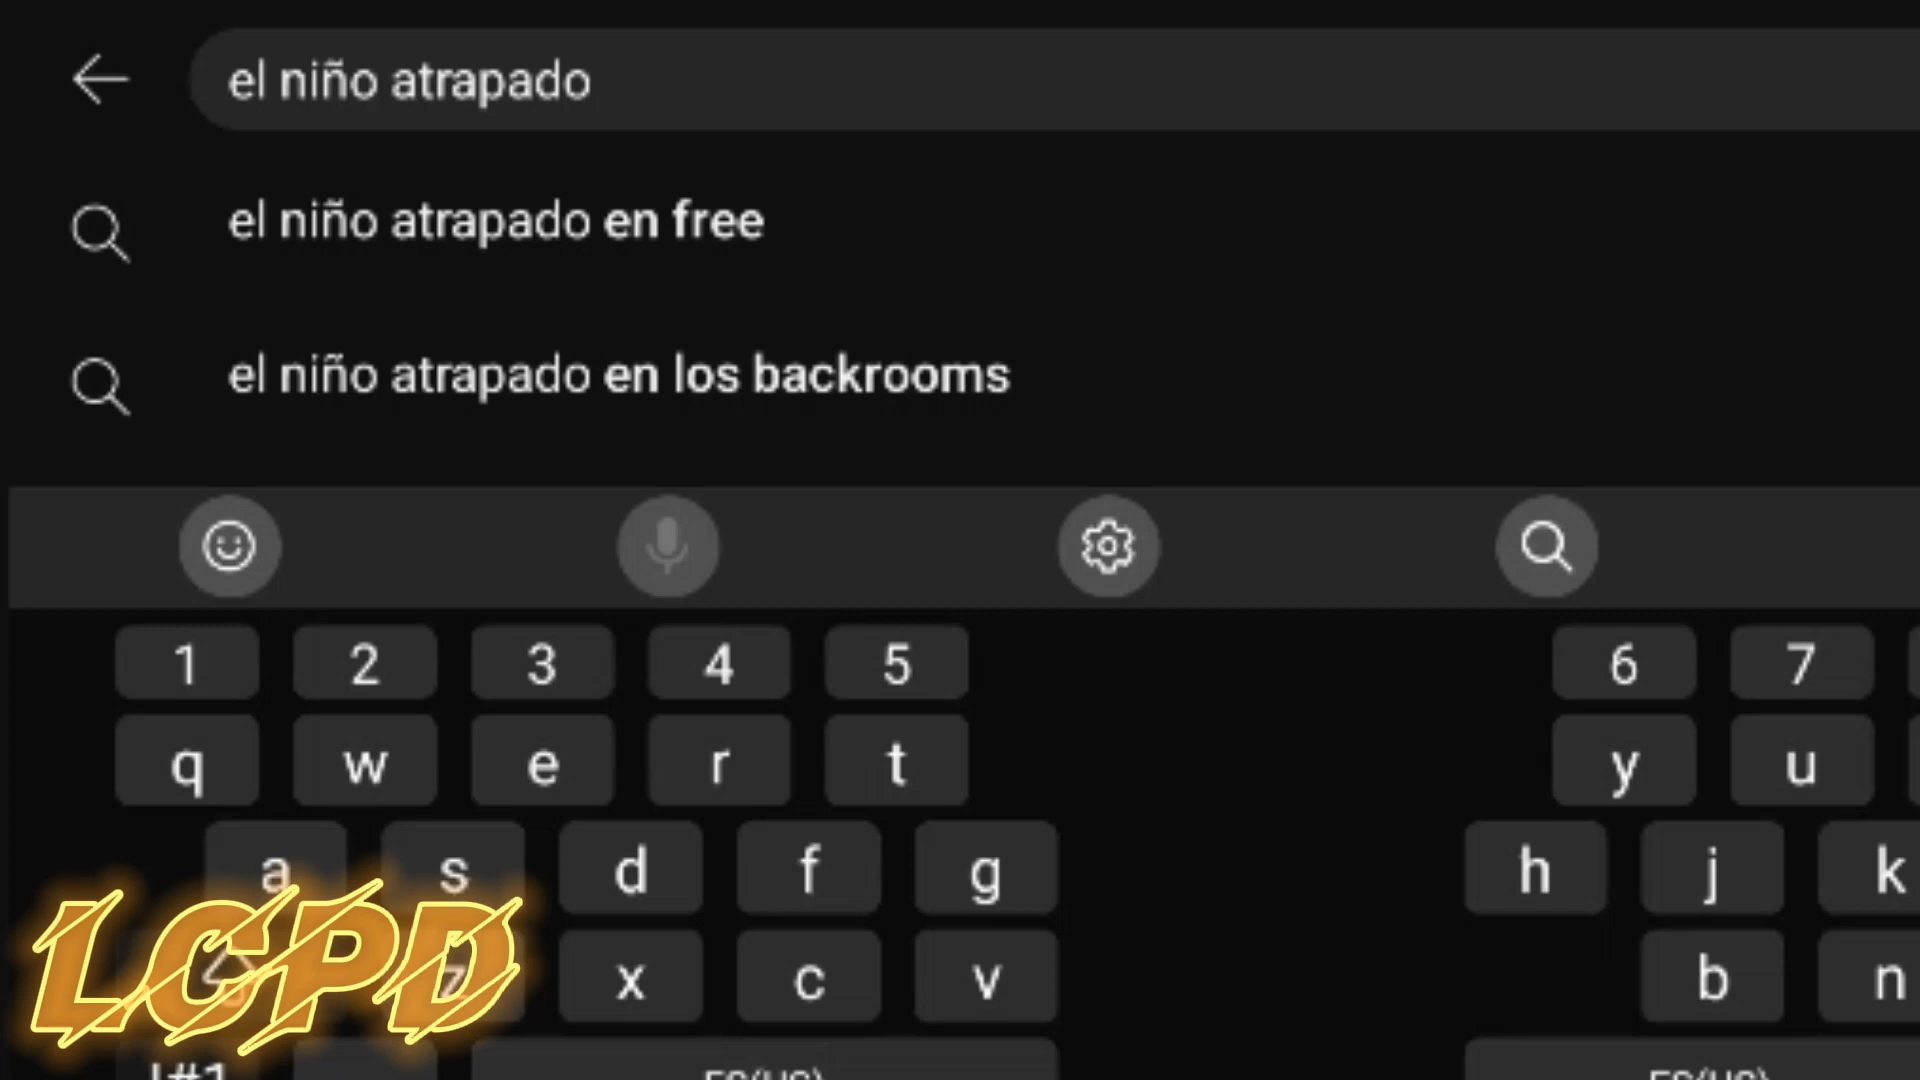 el niño atrapado
el niño atrapado en free
el niño atrapado en los backrooms
1 2 3 4 5 6 7
q w e r t y u
a s d f g h j k
z x c v b n
!#1
LCPD